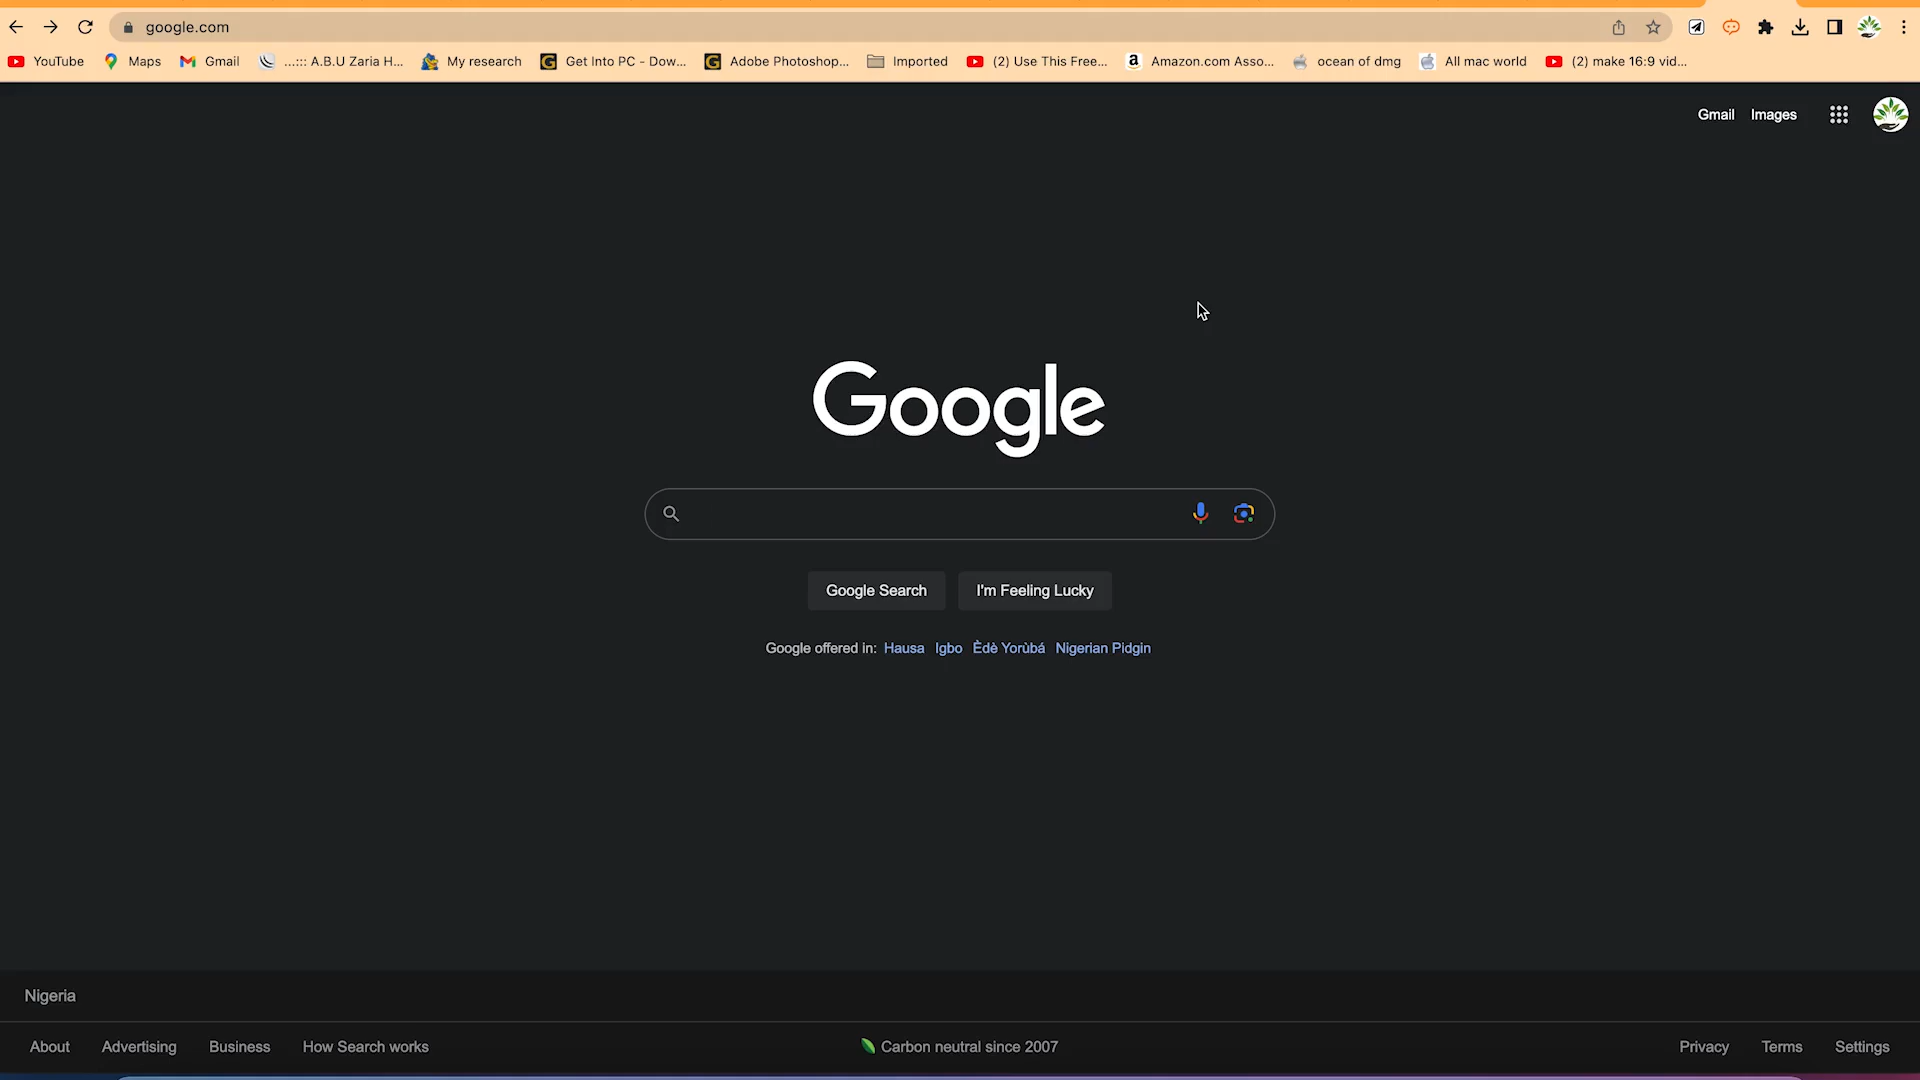 google.com
YouTube Maps Gmail ...::: A.B.U Zaria H... My research Get Into PC - Dow... Adobe Photoshop... Imported (2) Use This Free... Amazon.com Asso... ocean of dmg All mac world (2) make 16:9 vid...
Gmail Images
Google
Google Search I'm Feeling Lucky
Google offered in: Hausa Igbo Èdè Yorùbá Nigerian Pidgin
Nigeria
About Advertising Business How Search works Carbon neutral since 2007 Privacy Terms Settings